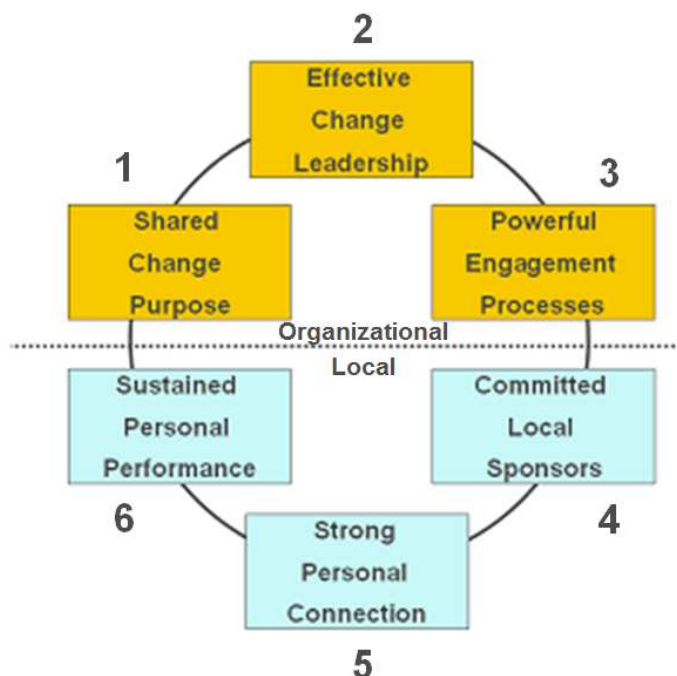 2
Effective
Change
Leadership
1
Shared
Change
Purpose
3
Powerful
Engagement
Processes
Organizational
Local
Sustained
Personal
Performance
6
Committed
Local
Sponsors
4
Strong
Personal
Connection
5